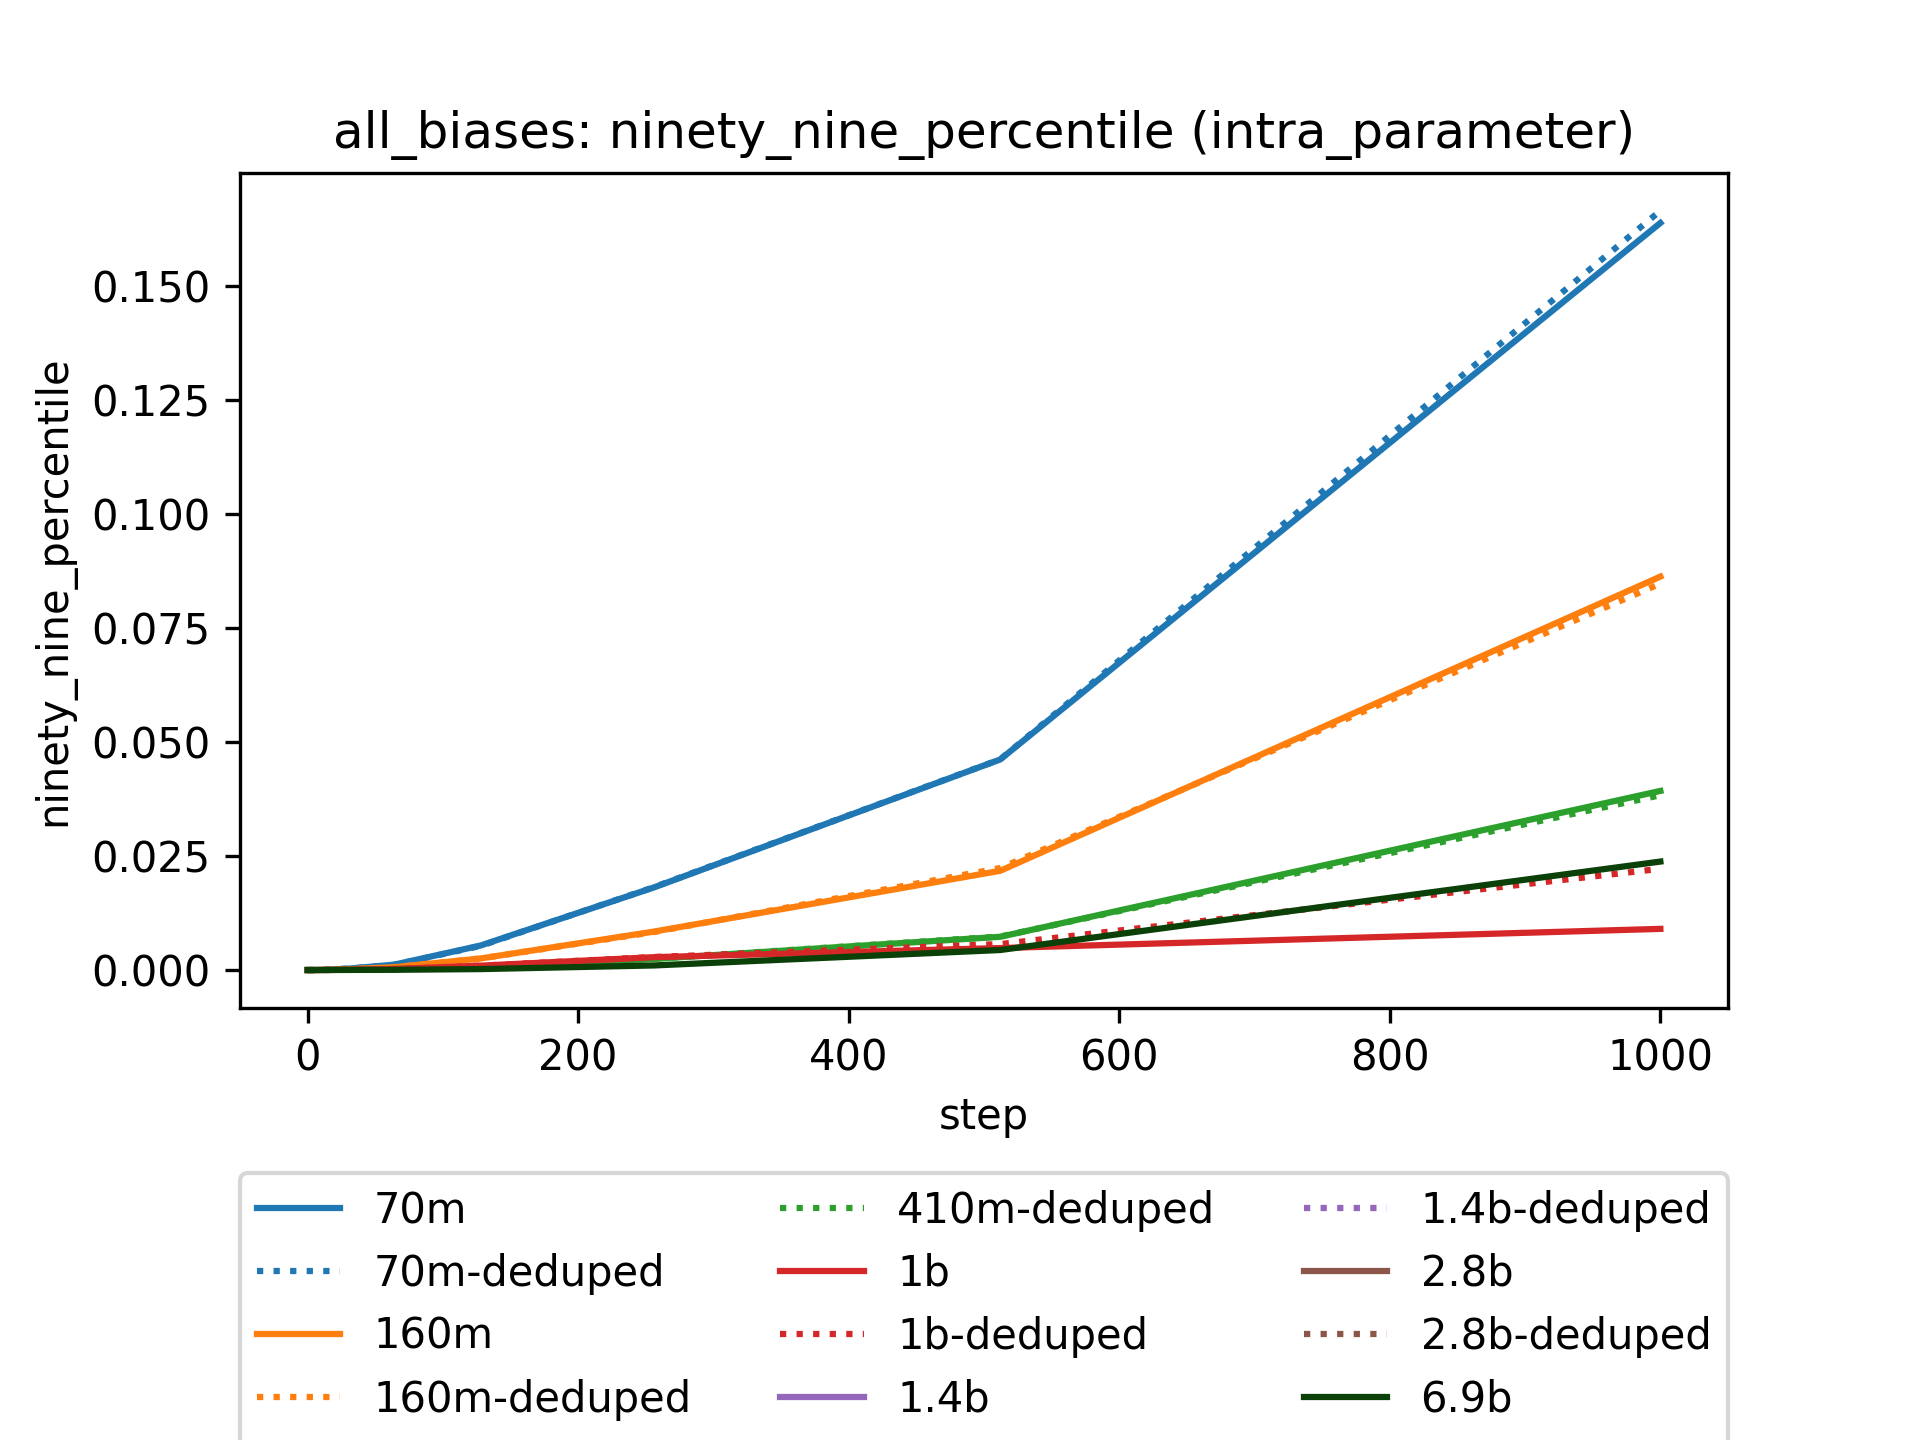 all_biases: ninety_nine_percentile (intra_parameter)
ninety_nine_percentile
0.150
0.125
0.100
0.075
0.050
0.025
0.000
0 200 400 600 800 1000
step
70m 410m-deduped 1.4b-deduped
70m-deduped 1b 2.8b
160m 1b-deduped 2.8b-deduped
160m-deduped 1.4b 6.9b